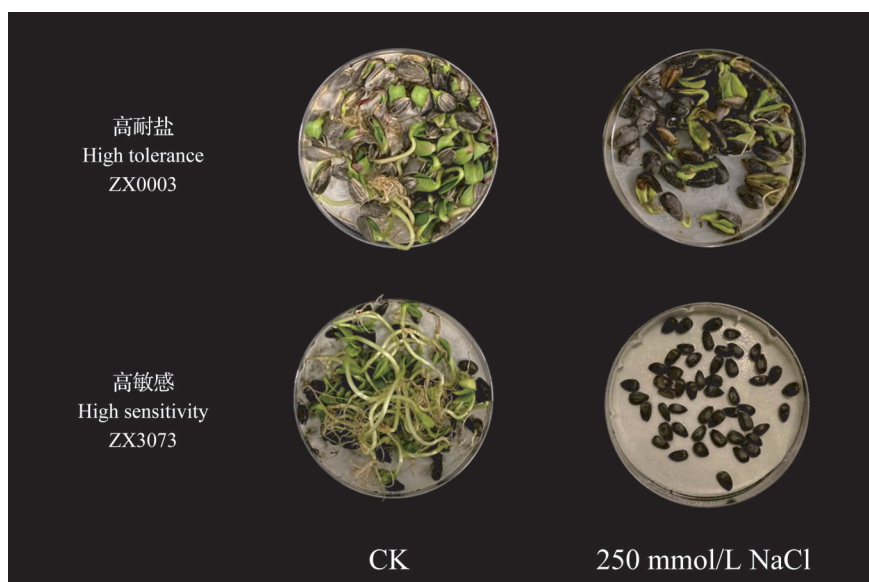 高耐盐
High tolerance
ZX0003
高敏感
High sensitivity
ZX3073
CK
250 mmol/L NaCl